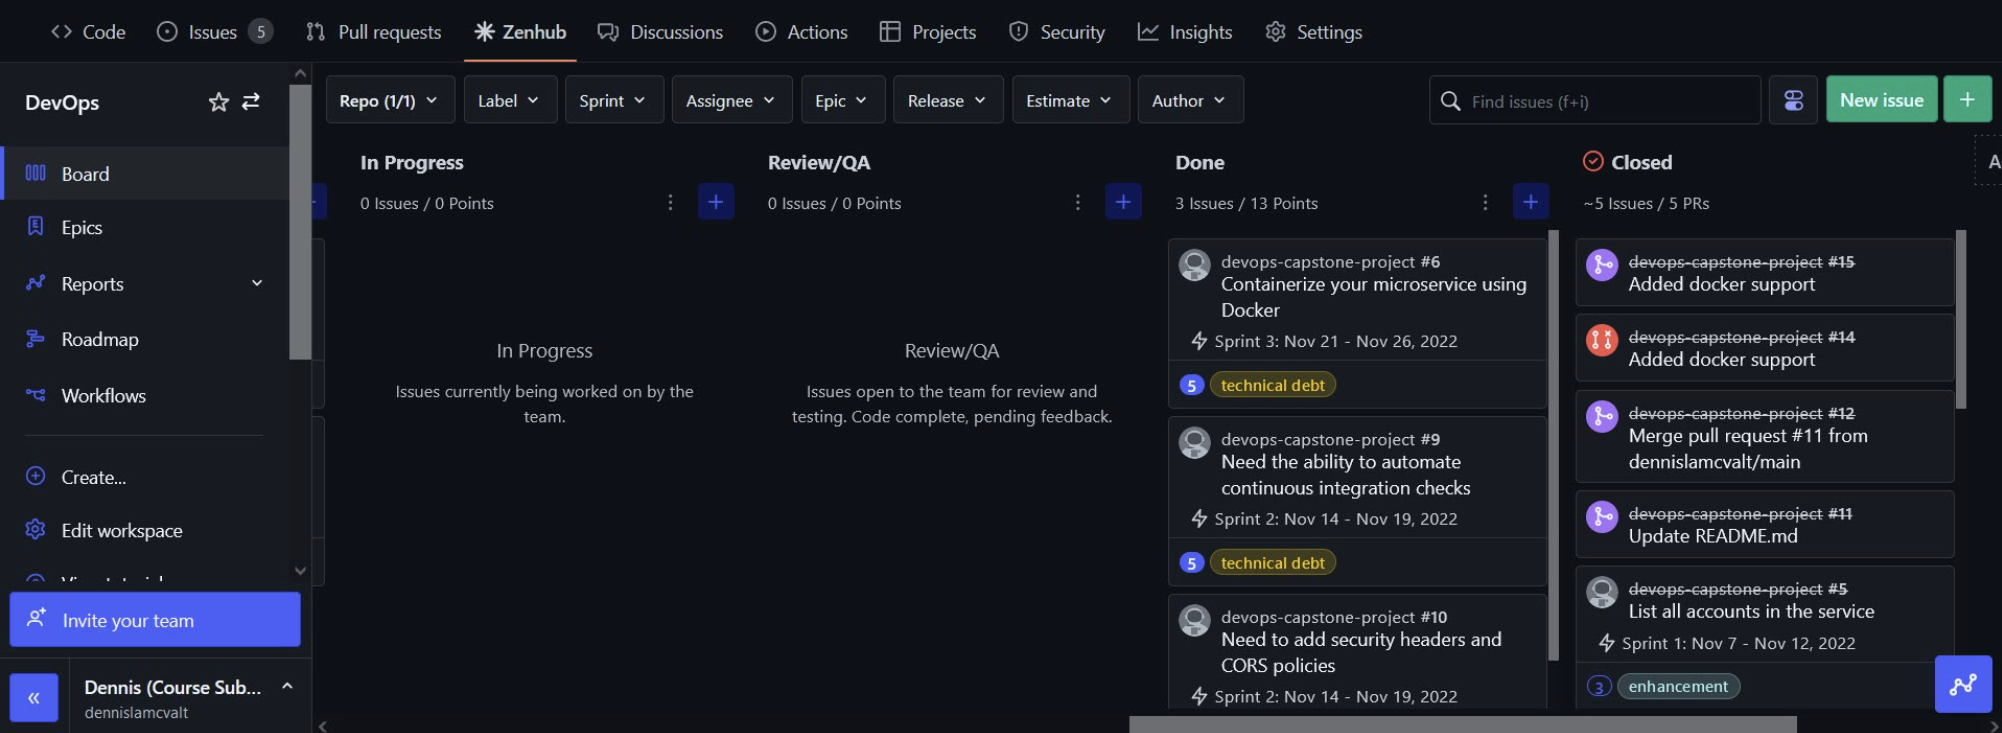 Code
Issues 5
Pull requests
Zenhub
Discussions
Actions
Projects
Security
Insights
Settings
DevOps
Board
Epics
Reports
Roadmap
Workflows
Create...
Edit workspace
Invite your team
Dennis (Course Sub...
dennislamcvalt
Repo (1/1)
Label
Sprint
Assignee
Epic
Release
Estimate
Author
Find issues (f+i)
New issue
In Progress
0 Issues / 0 Points
In Progress
Issues currently being worked on by the
team.
Review/QA
0 Issues / 0 Points
Review/QA
Issues open to the team for review and
testing. Code complete, pending feedback.
Done
3 Issues / 13 Points
devops-capstone-project #6
Containerize your microservice using
Docker
Sprint 3: Nov 21 - Nov 26, 2022
5 technical debt
devops-capstone-project #9
Need the ability to automate
continuous integration checks
Sprint 2: Nov 14 - Nov 19, 2022
5 technical debt
devops-capstone-project #10
Need to add security headers and
CORS policies
Sprint 2: Nov 14 - Nov 19, 2022
Closed
~5 Issues / 5 PRs
devops-capstone-project #15
Added docker support
devops-capstone-project #14
Added docker support
devops-capstone-project #12
Merge pull request #11 from
dennislamcvalt/main
devops-capstone-project #11
Update README.md
devops-capstone-project #5
List all accounts in the service
Sprint 1: Nov 7 - Nov 12, 2022
3 enhancement
A